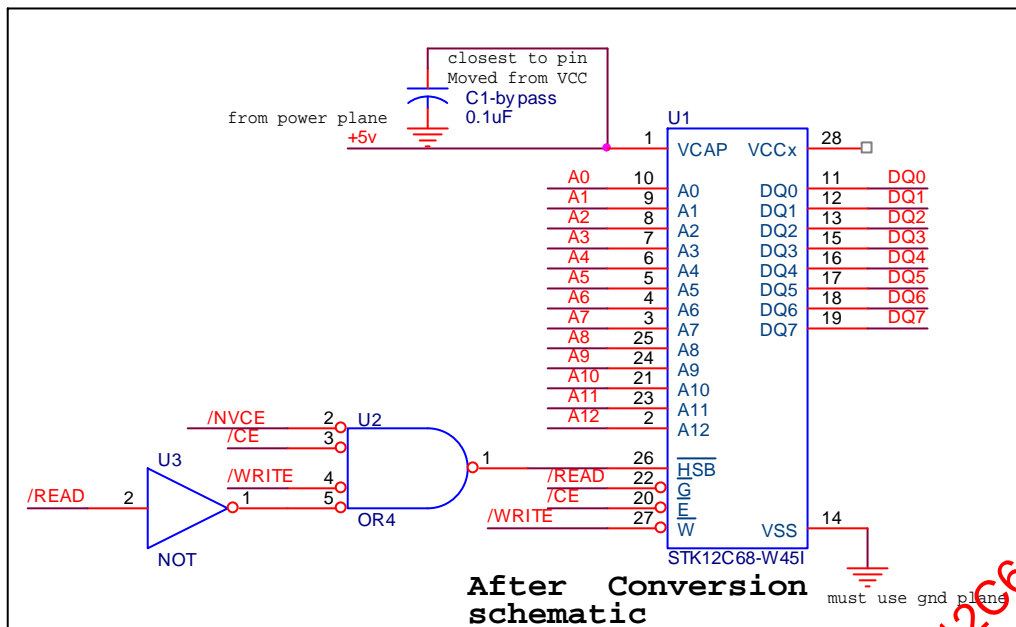 closest to pin
Moved from VCC
C1-bypass
0.1uF
from power plane
+5v
U1
1 VCAP VCCx 28
A0 10 A0 DQ0 11 DQ0
A1 9 A1 DQ1 12 DQ1
A2 8 A2 DQ2 13 DQ2
A3 7 A3 DQ3 15 DQ3
A4 6 A4 DQ4 16 DQ4
A5 5 A5 DQ5 17 DQ5
A6 4 A6 DQ6 18 DQ6
A7 3 A7 DQ7 19 DQ7
A8 25 A8
A9 24 A9
A10 21 A10
A11 23 A11
A12 2 A12
/NVCE 2 U2
/CE 3
U3
1 26 HSB
/READ 22 G
/WRITE 4
/CE 20 E
/READ 2 1 5
/WRITE 27 W
VSS 14
OR4
NOT
STK12C68-W45I
After Conversion
schematic
must use gnd plane